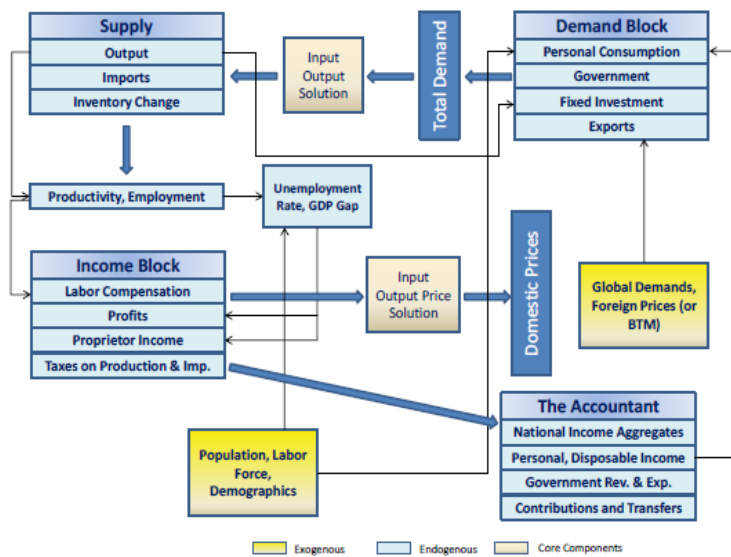 Supply
Output
Imports
Inventory Change
Input
Output
Solution
Total Demand
Demand Block
Personal Consumption
Government
Fixed Investment
Exports
Productivity, Employment
Unemployment
Rate, GDP Gap
Income Block
Labor Compensation
Profits
Proprietor Income
Taxes on Production & Imp.
Input
Output Price
Solution
Domestic Prices
Global Demands,
Foreign Prices (or
BTM)
Population, Labor
Force,
Demographics
The Accountant
National Income Aggregates
Personal, Disposable Income
Government Rev. & Exp.
Contributions and Transfers
Exogenous
Endogenous
Core Components